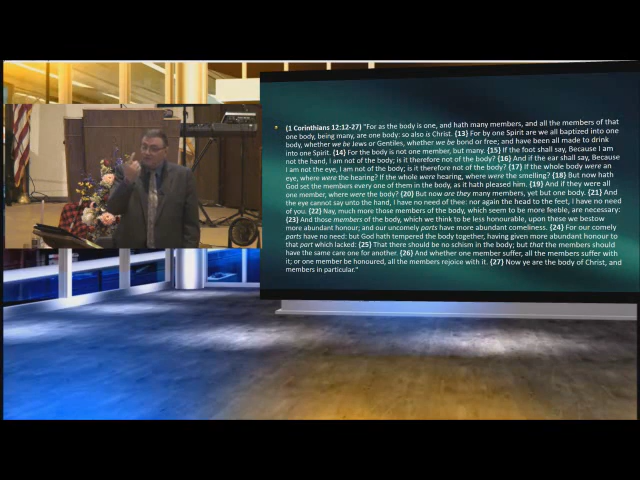 (1 Corinthians 12:12-27) "For as the body is one, and hath many members, and all the members of that
one body, being many, are one body: so also is Christ. (13) For by one Spirit are we all baptized into one
body, whether we be Jews or Gentiles, whether we be bond or free; and have been all made to drink
into one Spirit. (14) For the body is not one member, but many. (15) If the foot shall say, Because I am
not the hand, I am not of the body; is it therefore not of the body? (16) And if the ear shall say, Because
I am not the eye, I am not of the body; is it therefore not of the body? (17) If the whole body were an
eye, where were the hearing? If the whole were hearing, where were the smelling? (18) But now hath
God set the members every one of them in the body, as it hath pleased him. (19) And if they were all
one member, where were the body? (20) But now are they many members, yet but one body. (21) And
the eye cannot say unto the hand, I have no need of thee: nor again the head to the feet, I have no need
of you. (22) Nay, much more those members of the body, which seem to be more feeble, are necessary:
(23) And those members of the body, which we think to be less honourable, upon these we bestow
more abundant honour; and our uncomely parts have more abundant comeliness. (24) For our comely
parts have no need: but God hath tempered the body together, having given more abundant honour to
that part which lacked: (25) That there should be no schism in the body; but that the members should
have the same care one for another. (26) And whether one member suffer, all the members suffer with
it; or one member be honoured, all the members rejoice with it. (27) Now ye are the body of Christ, and
members in particular."